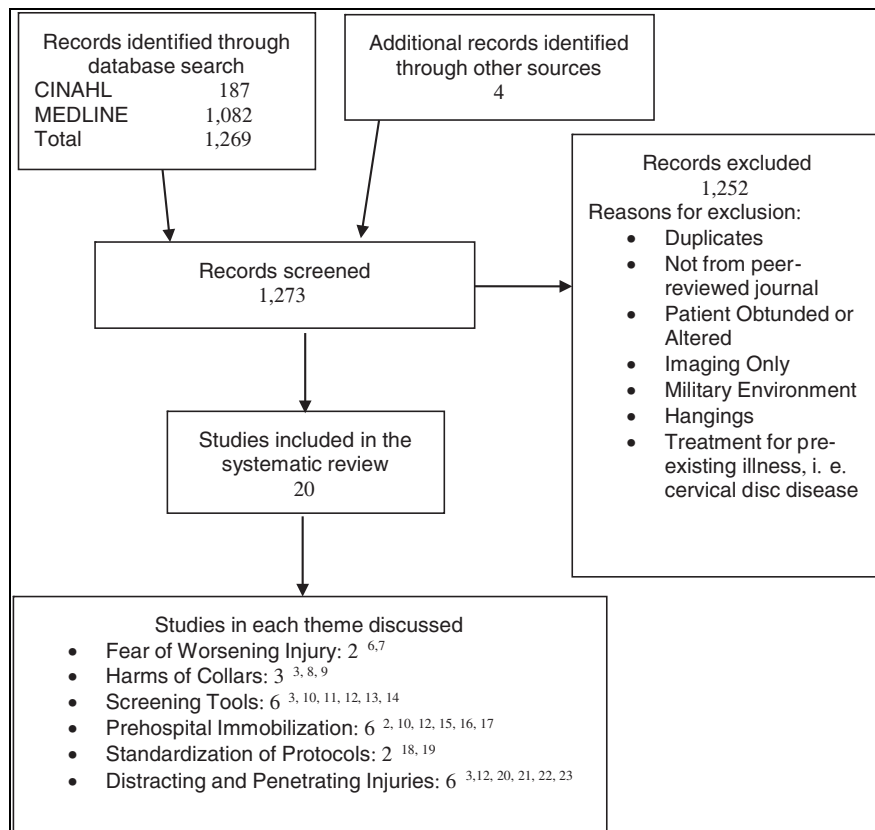 Records identified through
database search
CINAHL 187
MEDLINE 1,082
Total 1,269
Additional records identified
through other sources
4
Records screened
1,273
Records excluded
1,252
Reasons for exclusion:
• Duplicates
• Not from peer-
reviewed journal
• Patient Obtunded or
Altered
• Imaging Only
• Military Environment
• Hangings
• Treatment for pre-
existing illness, i. e.
cervical disc disease
Studies included in the
systematic review
20
Studies in each theme discussed
• Fear of Worsening Injury: 2 6,7
• Harms of Collars: 3 3, 8, 9
• Screening Tools: 6 3, 10, 11, 12, 13, 14
• Prehospital Immobilization: 6 2, 10, 12, 15, 16, 17
• Standardization of Protocols: 2 18, 19
• Distracting and Penetrating Injuries: 6 3,12, 20, 21, 22, 23